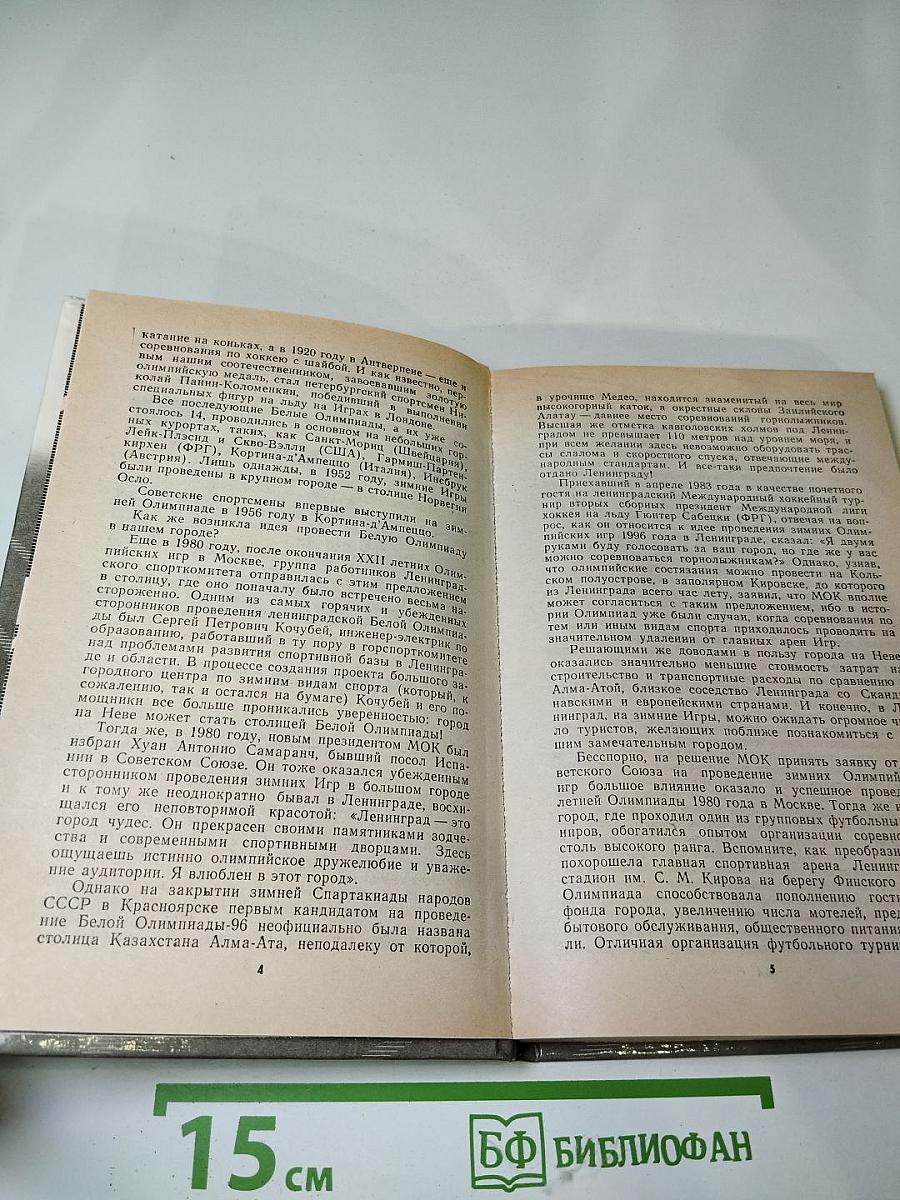 катание на коньках, а в 1920 году в Антверпене — еще и
соревнования по хоккею с шайбой. И как известно, пер-
вым нашим соотечественником, завоевавшим золотую
олимпийскую медаль, стал петербургский спортсмен Ни-
колай Панин-Коломенкин, победивший в выполнении
специальных фигур на льду на Играх в Лондоне.
Все последующие Белые Олимпиады, а их уже со-
стоялось 14, проводились в основном на небольших гор-
ных курортах, таких, как Санкт-Мориц (Швейцария),
Лейк-Плэсид и Скво-Вэлли (США), Гармиш-Партен-
кирхен (ФРГ), Кортина-д'Ампеццо (Италия), Инсбрук
(Австрия). Лишь однажды, в 1952 году, зимние Игры
были проведены в крупном городе — в столице Норвегии
Осло.
Советские спортсмены впервые выступили на зим-
ней Олимпиаде в 1956 году в Кортина-д'Ампеццо.
Как же возникла идея провести Белую Олимпиаду
в нашем городе?
Еще в 1980 году, после окончания XXII летних Олим-
пийских игр в Москве, группа работников Ленинград-
ского спорткомитета отправилась с этим предложением
в столицу, где оно поначалу было встречено весьма на-
стороженно. Одним из самых горячих и убежденных
сторонников проведения ленинградской Белой Олимпиа-
ды был Сергей Петрович Кочубей, инженер-электрик по
образованию, работавший в ту пору в горспорткомитете
над проблемами развития спортивной базы в Ленингра-
де и области. В процессе создания проекта большого за-
городного центра по зимним видам спорта (который, к
сожалению, так и остался на бумаге) Кочубей и его по-
мощники все больше проникались уверенностью: город
на Неве может стать столицей Белой Олимпиады!
Тогда же, в 1980 году, новым президентом МОК был
избран Хуан Антонио Самаранч, бывший посол Испа-
нии в Советском Союзе. Он тоже оказался убежденным
сторонником проведения зимних Игр в большом городе
и к тому же неоднократно бывал в Ленинграде, восхи-
щался его неповторимой красотой: «Ленинград — это
город чудес. Он прекрасен своими памятниками зодче-
ства и современными спортивными дворцами. Здесь
ощущаешь истинно олимпийское дружелюбие и уваже-
ние аудитории. Я влюблен в этот город».
Однако на закрытии зимней Спартакиады народов
СССР в Красноярске первым кандидатом на проведе-
ние Белой Олимпиады-96 неофициально была названа
столица Казахстана Алма-Ата, неподалеку от которой,
4
в урочище Медео, находится знаменитый на весь мир
высокогорный каток, а окрестные склоны Заилийского
Алатау — давнее место соревнований горнолыжников.
Высшая же отметка кавголовских холмов под Ленин-
градом не превышает 110 метров над уровнем моря, и
при всем желании здесь невозможно оборудовать трас-
сы слалома и скоростного спуска, отвечающие между-
народным стандартам. И все-таки предпочтение было
отдано Ленинграду!
Приехавший в апреле 1983 года в качестве почетного
гостя на ленинградский Международный хоккейный тур-
нир вторых сборных президент Международной лиги
хоккея на льду Гюнтер Сабецки (ФРГ), отвечая на воп-
рос, как он относится к идее проведения зимних Олим-
пийских игр 1996 года в Ленинграде, сказал: «Я двумя
руками буду голосовать за ваш город, но где же у вас
можно соревноваться горнолыжникам?» Однако, узнав,
что олимпийские состязания можно провести на Коль-
ском полуострове, в заполярном Кировске, до которого
из Ленинграда всего час лету, заявил, что МОК вполне
может согласиться с таким предложением, ибо в исто-
рии Олимпиад уже были случаи, когда соревнования по
тем или иным видам спорта приходилось проводить на
значительном удалении от главных арен Игр.
Решающими же доводами в пользу города на Неве
оказались значительно меньшие стоимость затрат на
строительство и транспортные расходы по сравнению
Алма-Атой, близкое соседство Ленинграда со Сканд
навскими и европейскими странами. И конечно, в Л
нинград, на зимние Игры, можно ожидать огромное ч
ло туристов, желающих поближе познакомиться с
шим замечательным городом.
Бесспорно, на решение МОК принять заявку от
ветского Союза на проведение зимних Олимпий
игр большое влияние оказало и успешное провед
летней Олимпиады 1980 года в Москве. Тогда же и
город, где проходил один из групповых футбольны
ниров, обогатился опытом организации соревно
столь высокого ранга. Вспомните, как преобрази
похорошела главная спортивная арена Ленинг
стадион им. С. М. Кирова на берегу Финского
Олимпиада способствовала пополнению гости
фонда города, увеличению числа мотелей, пред
бытового обслуживания, общественного питания
ли. Отличная организация футбольного турни
5
15 см
БФ БИБЛИОФАН